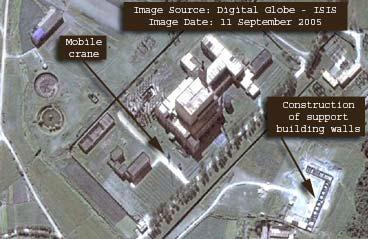 Image Source: Digital Globe - ISIS
Image Date: 11 September 2005
Mobile
crane
Construction
of support
building walls